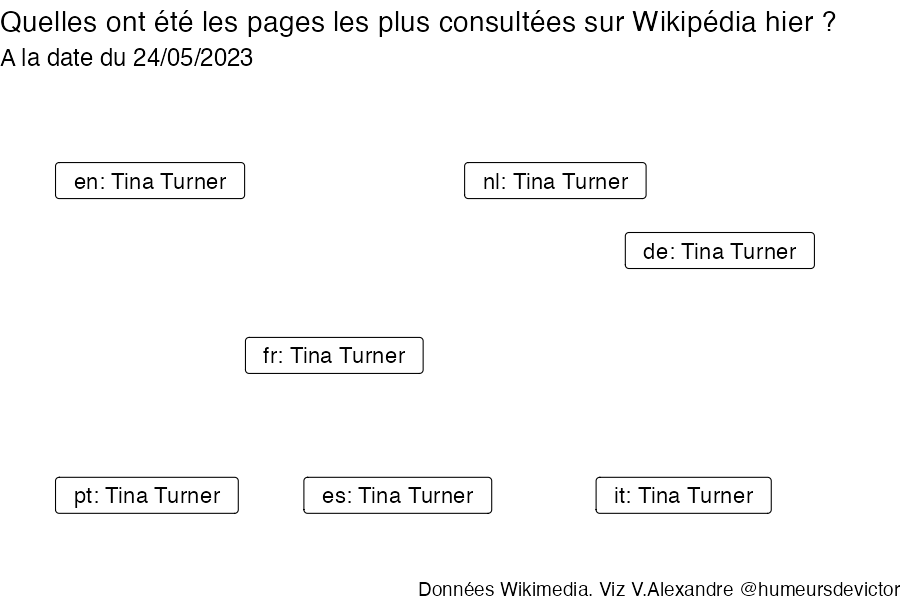 Quelles ont été les pages les plus consultées sur Wikipédia hier ?
A la date du 24/05/2023
en: Tina Turner
nl: Tina Turner
de: Tina Turner
fr: Tina Turner
pt: Tina Turner
es: Tina Turner
it: Tina Turner
Données Wikimedia. Viz V.Alexandre @humeursdevictor